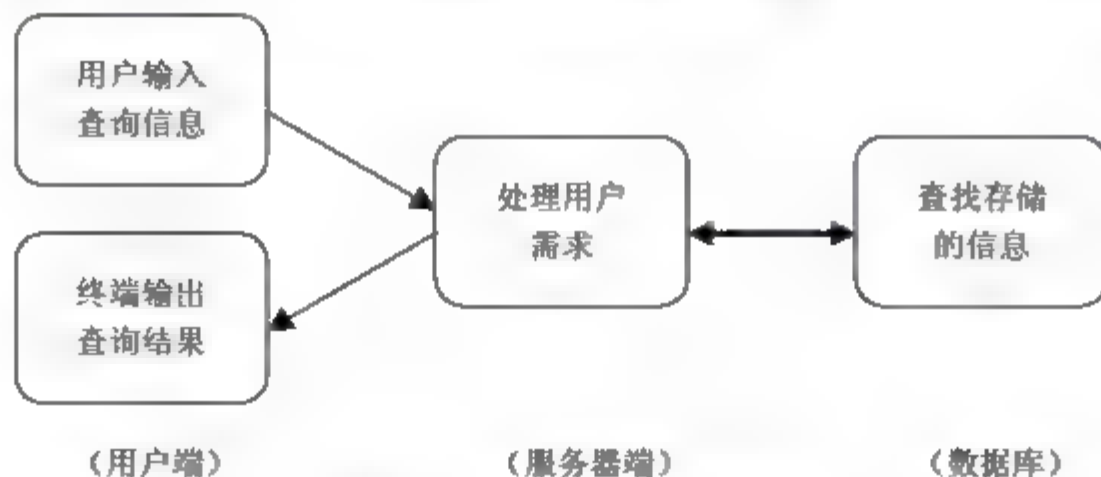 用户输入
查询信息
处理用户
需求
查找存储
的信息
终端输出
查询结果
（用户端）
（服务器端）
（数据库）